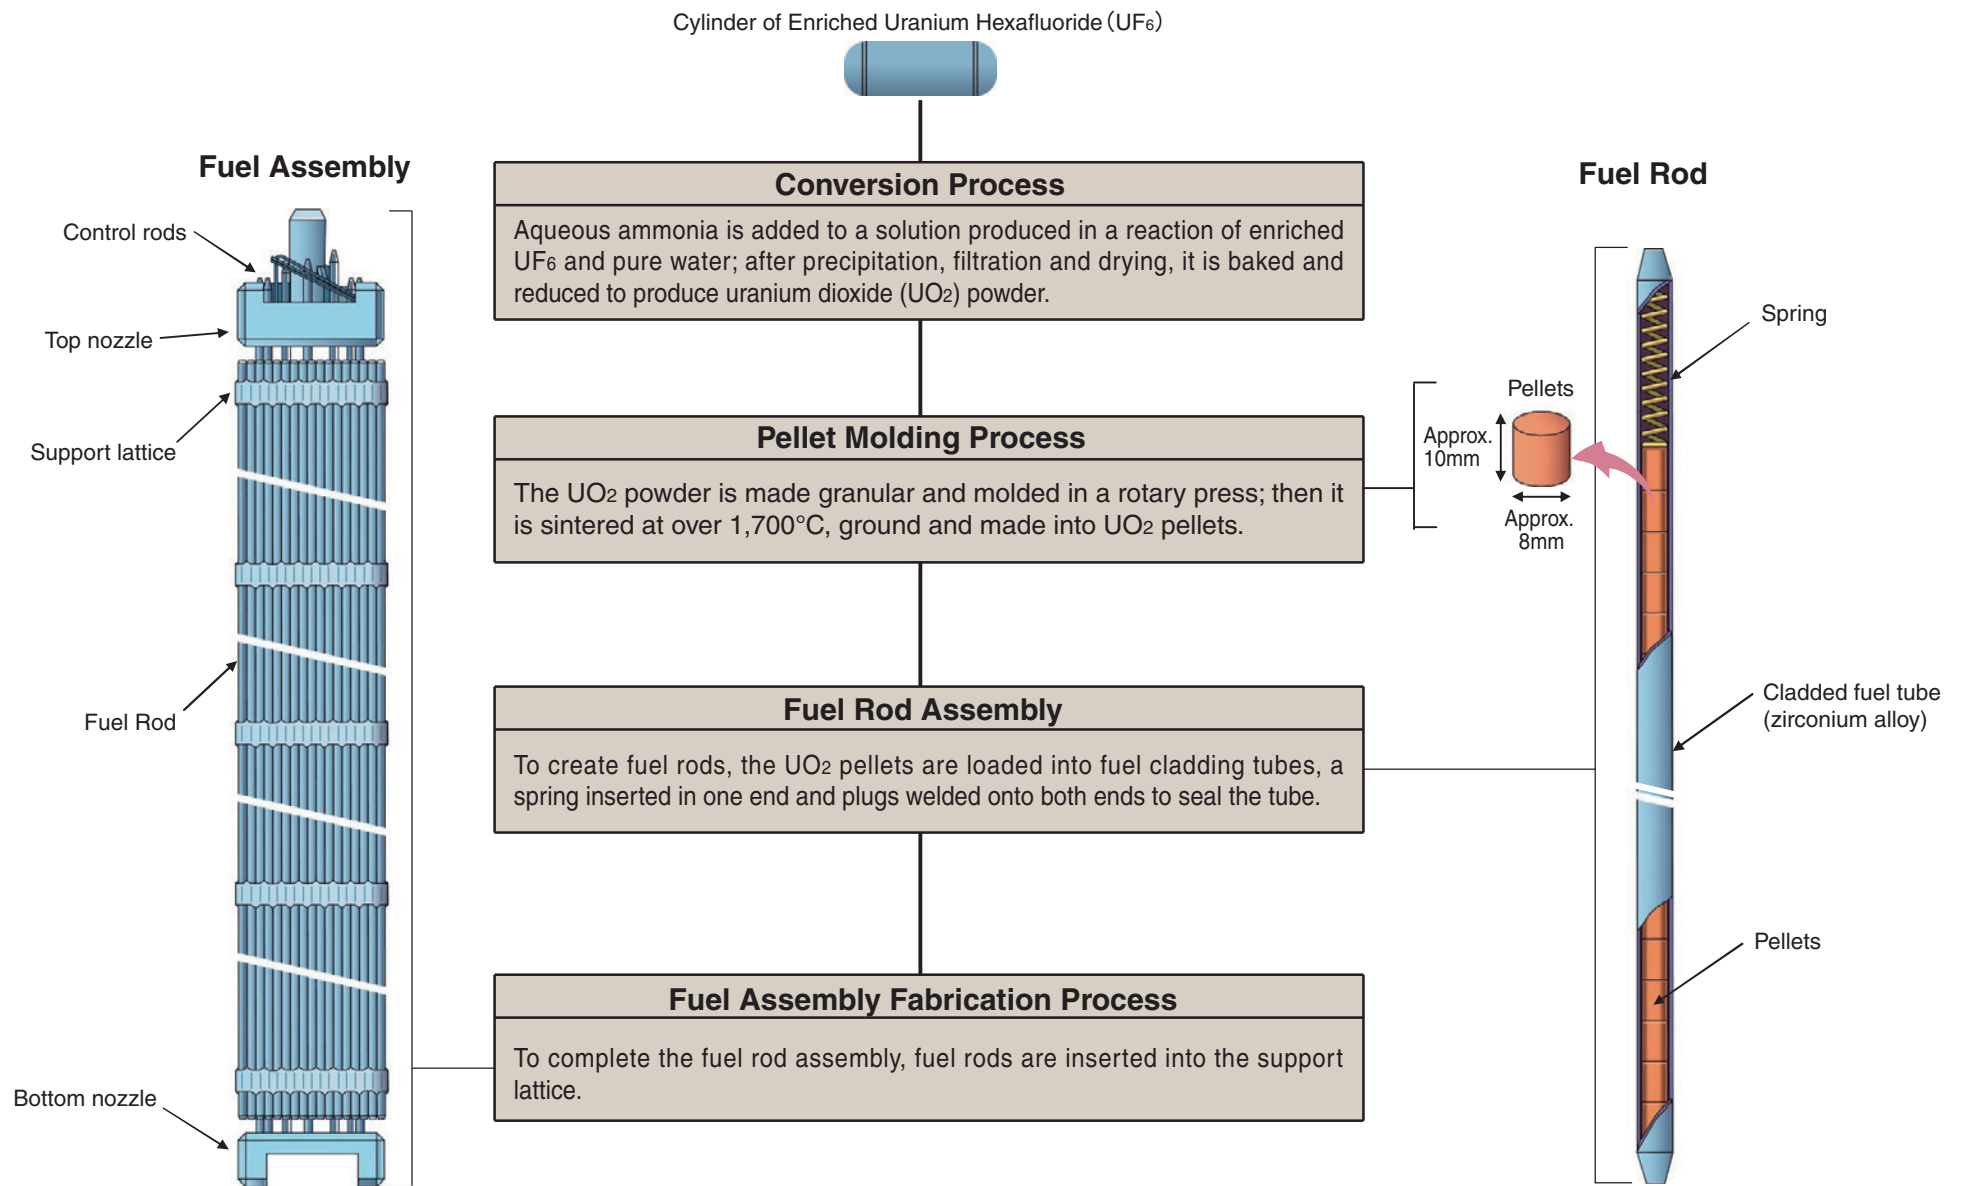 Cylinder of Enriched Uranium Hexafluoride (UF6)
Fuel Assembly
Control rods
Top nozzle
Support lattice
Fuel Rod
Bottom nozzle
Conversion Process
Aqueous ammonia is added to a solution produced in a reaction of enriched
UF6 and pure water; after precipitation, filtration and drying, it is baked and
reduced to produce uranium dioxide (UO2) powder.
Pellet Molding Process
The UO2 powder is made granular and molded in a rotary press; then it
is sintered at over 1,700°C, ground and made into UO2 pellets.
Fuel Rod Assembly
To create fuel rods, the UO2 pellets are loaded into fuel cladding tubes, a
spring inserted in one end and plugs welded onto both ends to seal the tube.
Fuel Assembly Fabrication Process
To complete the fuel rod assembly, fuel rods are inserted into the support
lattice.
Pellets
Approx.
10mm
Approx.
8mm
Fuel Rod
Spring
Cladded fuel tube
(zirconium alloy)
Pellets